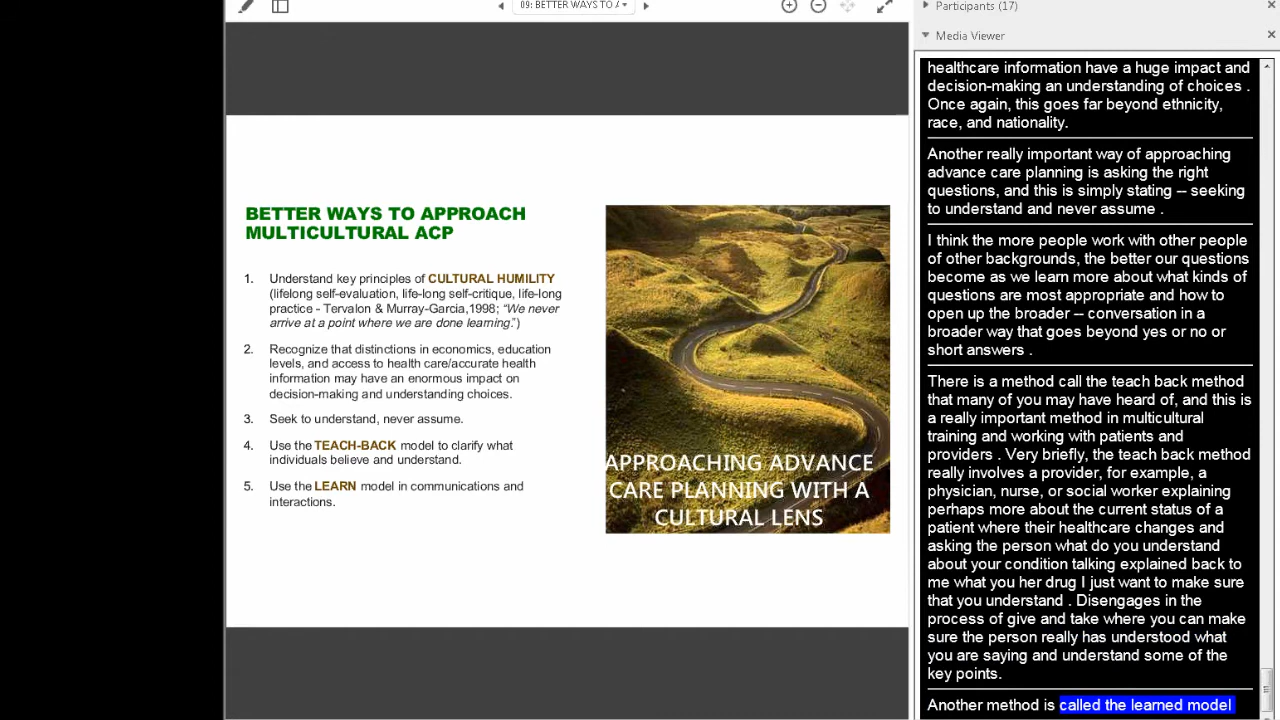 09: BETTER WAYS TO A
Participants (17)
Media Viewer
BETTER WAYS TO APPROACH
MULTICULTURAL ACP
1. Understand key principles of CULTURAL HUMILITY
(lifelong self-evaluation, life-long self-critique, life-long
practice - Tervalon & Murray-Garcia,1998; “We never
arrive at a point where we are done learning.”)
2. Recognize that distinctions in economics, education
levels, and access to health care/accurate health
information may have an enormous impact on
decision-making and understanding choices.
3. Seek to understand, never assume.
4. Use the TEACH-BACK model to clarify what
individuals believe and understand.
5. Use the LEARN model in communications and
interactions.
APPROACHING ADVANCE
CARE PLANNING WITH A
CULTURAL LENS
healthcare information have a huge impact and
decision-making an understanding of choices .
Once again, this goes far beyond ethnicity,
race, and nationality.
Another really important way of approaching
advance care planning is asking the right
questions, and this is simply stating -- seeking
to understand and never assume .
I think the more people work with other people
of other backgrounds, the better our questions
become as we learn more about what kinds of
questions are most appropriate and how to
open up the broader -- conversation in a
broader way that goes beyond yes or no or
short answers .
There is a method call the teach back method
that many of you may have heard of, and this is
a really important method in multicultural
training and working with patients and
providers . Very briefly, the teach back method
really involves a provider, for example, a
physician, nurse, or social worker explaining
perhaps more about the current status of a
patient where their healthcare changes and
asking the person what do you understand
about your condition talking explained back to
me what you her drug I just want to make sure
that you understand . Disengages in the
process of give and take where you can make
sure the person really has understood what
you are saying and understand some of the
key points.
Another method is called the learned model